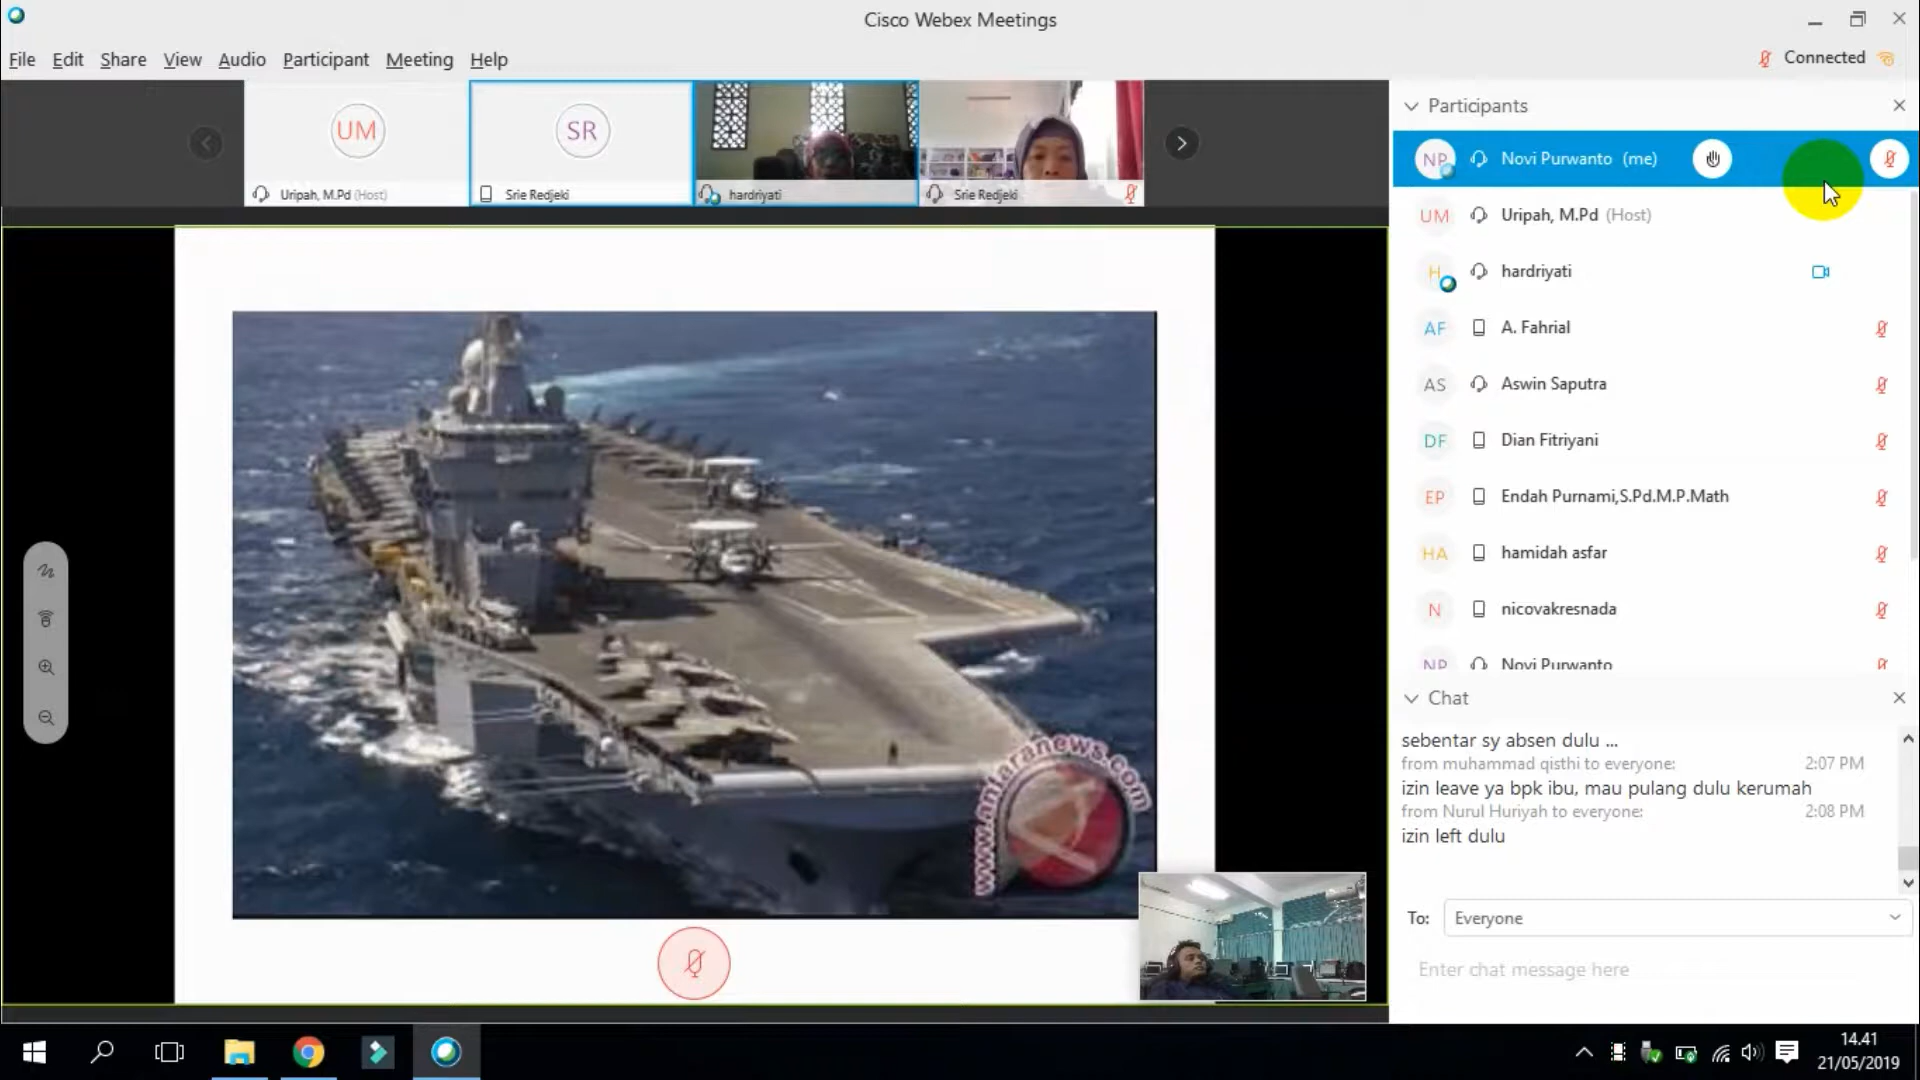 Cisco Webex Meetings
File Edit Share View Audio Participant Meeting Help
Connected
UM
Uripah, M.Pd (Host)
SR
Srie Redjeki
hardriyati
Srie Redjeki
Participants
NP Novi Purwanto (me)
UM Uripah, M.Pd (Host)
H hardriyati
AF A. Fahrial
AS Aswin Saputra
DF Dian Fitriyani
EP Endah Purnami,S.Pd.M.P.Math
HA hamidah asfar
N nicovakresnada
NP Novi Purwanto
www.antaranews.com
Chat
sebentar sy absen dulu ...
from muhammad qisthi to everyone: 2:07 PM
izin leave ya bpk ibu, mau pulang dulu kerumah
from Nurul Huriyah to everyone: 2:08 PM
izin left dulu
To: Everyone
Enter chat message here
14.41
21/05/2019